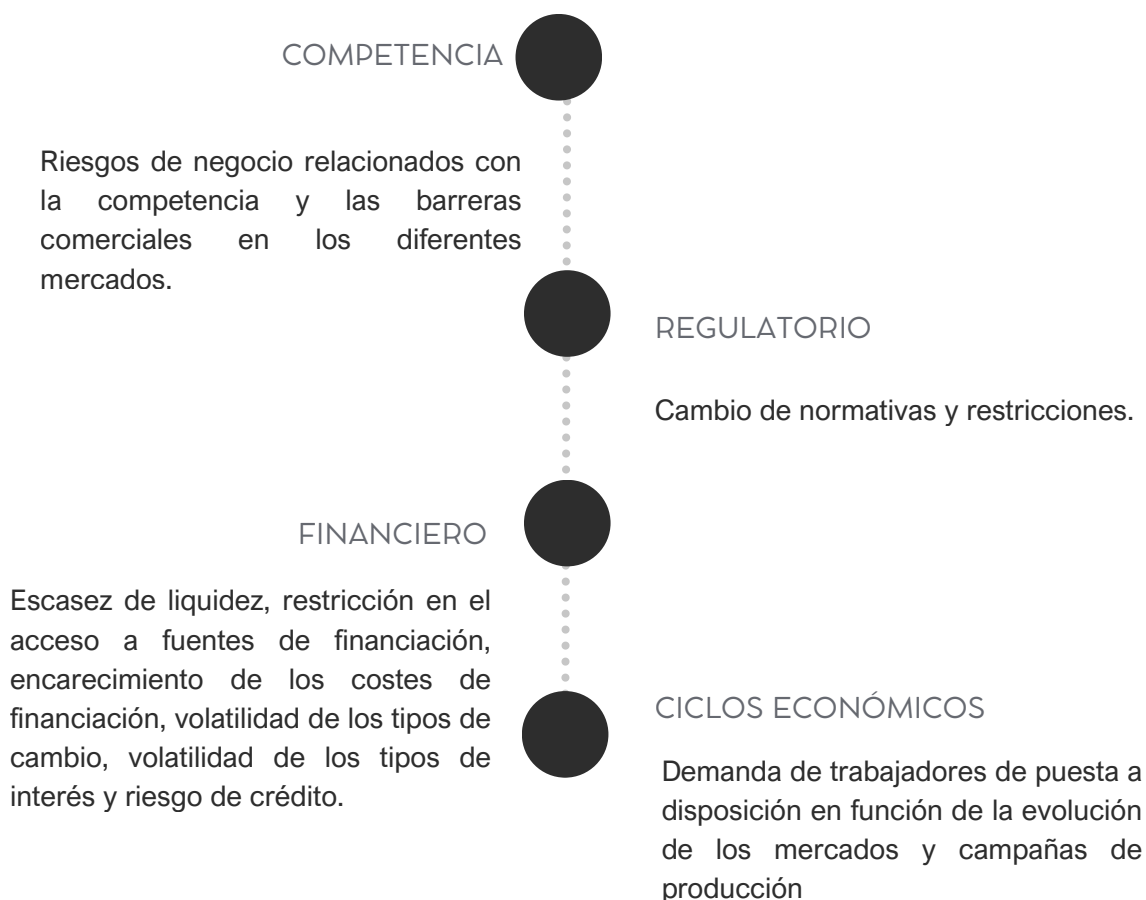 COMPETENCIA
Riesgos de negocio relacionados con
la competencia y las barreras
comerciales en los diferentes
mercados.
REGULATORIO
Cambio de normativas y restricciones.
FINANCIERO
Escasez de liquidez, restricción en el
acceso a fuentes de financiación,
encarecimiento de los costes de
financiación, volatilidad de los tipos de
cambio, volatilidad de los tipos de
interés y riesgo de crédito.
CICLOS ECONÓMICOS
Demanda de trabajadores de puesta a
disposición en función de la evolución
de los mercados y campañas de
producción